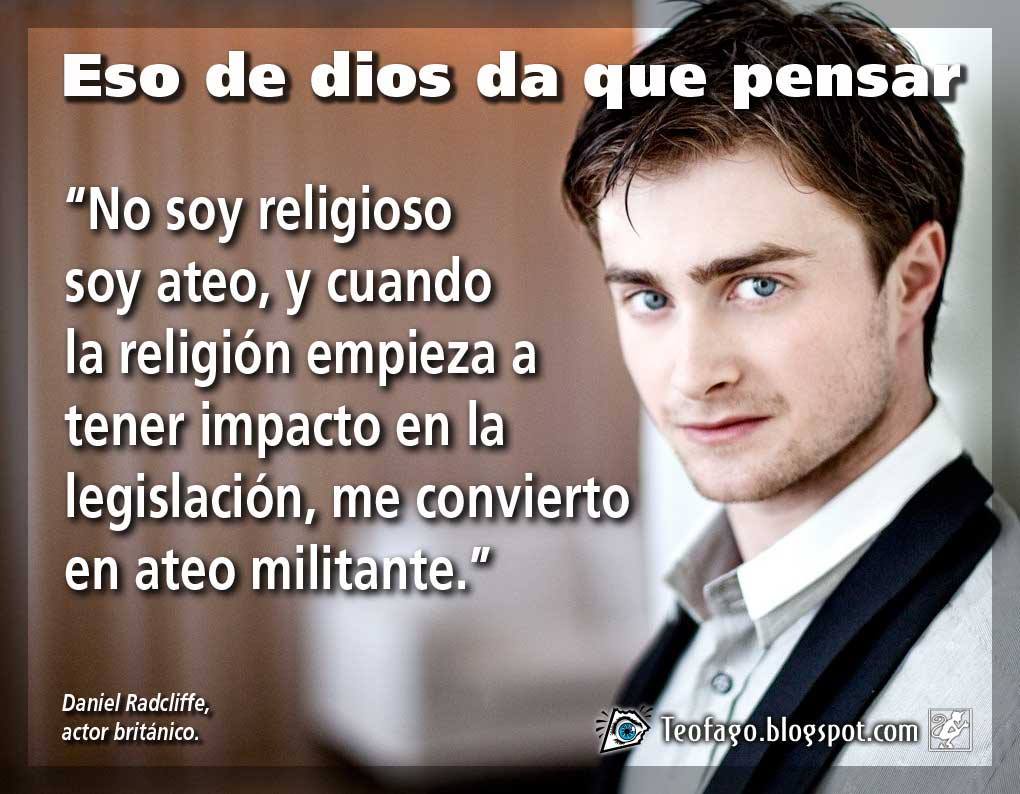 Eso de dios da que pensar
“No soy religioso
soy ateo, y cuando
la religión empieza a
tener impacto en la
legislación, me convierto
en ateo militante.”
Daniel Radcliffe,
actor británico.
Teofago.blogspot.com